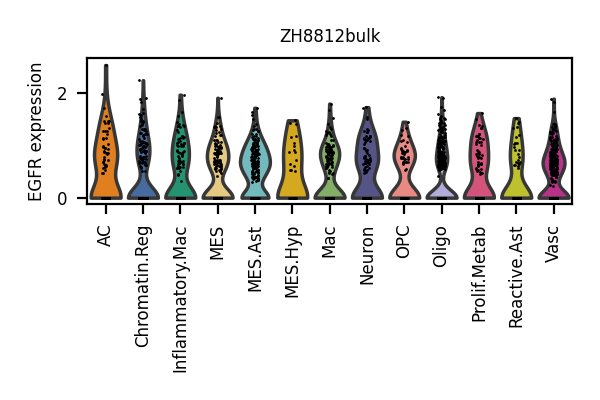 ZH8812bulk
EGFR expression
2
0
AC
Chromatin.Reg
Inflammatory.Mac
MES
MES.Ast
MES.Hyp
Mac
Neuron
OPC
Oligo
Prolif.Metab
Reactive.Ast
Vasc